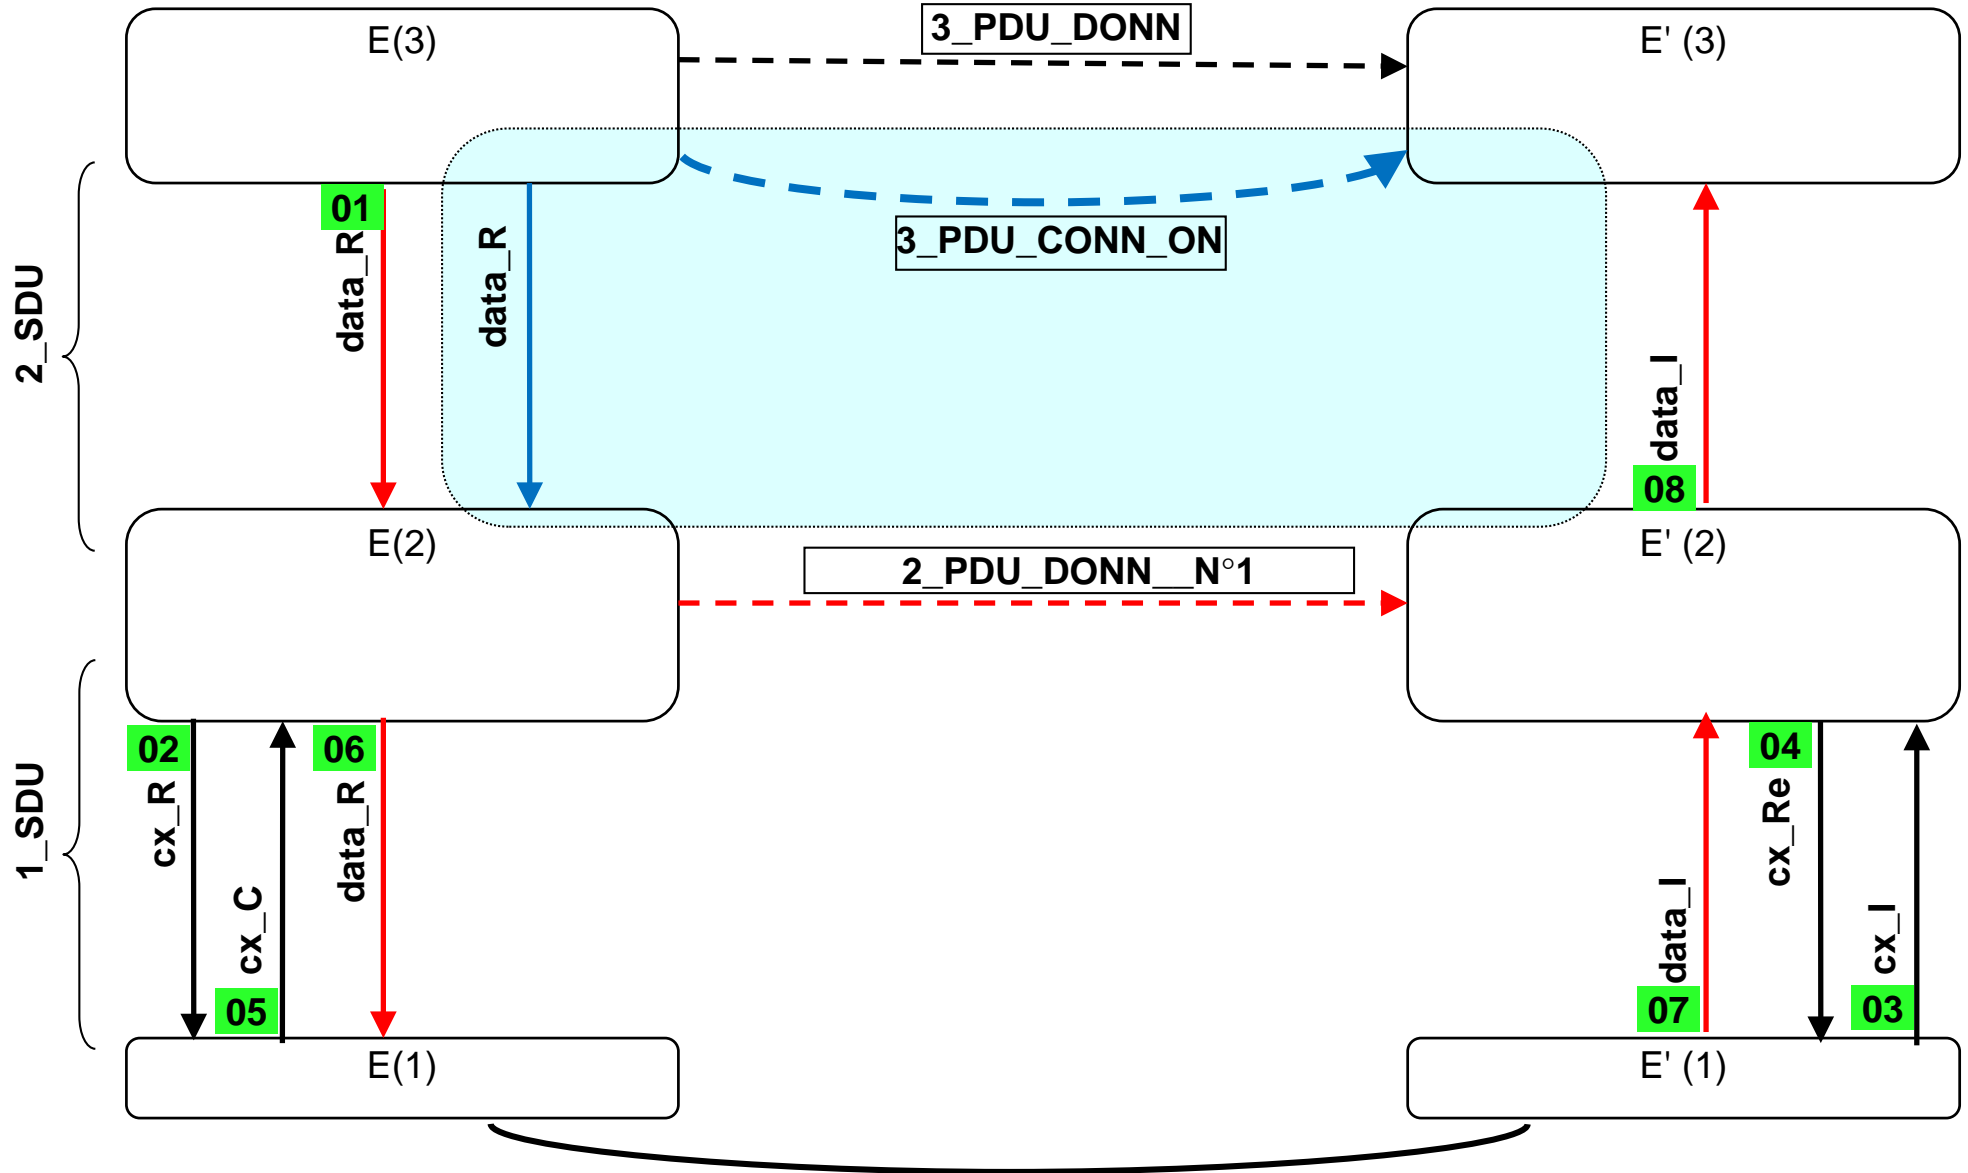 E(3)
3_PDU_DONN
E' (3)
01
data_R
data_R
3_PDU_CONN_ON
2_SDU
data_I
08
E(2)
2_PDU_DONN__N°1
E' (2)
02
cx_R
06
data_R
04
cx_Re
1_SDU
cx_C
05
data_I
07
cx_I
03
E(1)
E' (1)